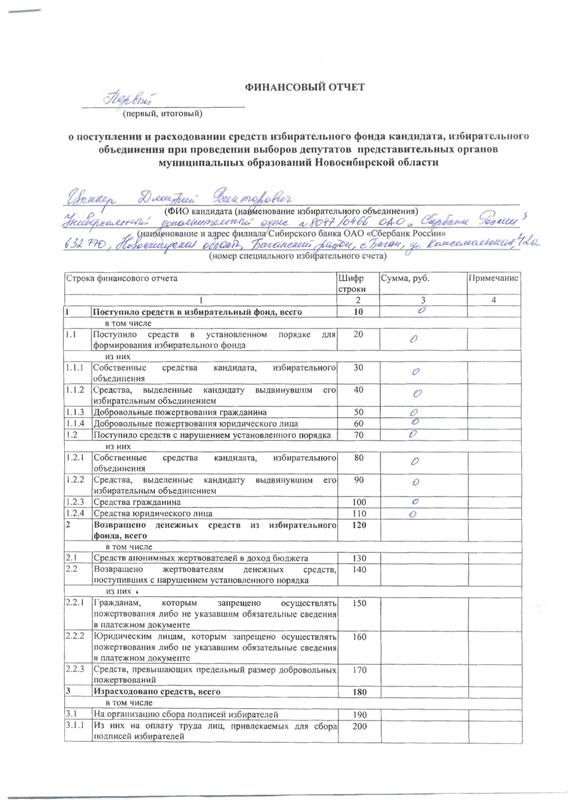 ФИНАНСОВЫЙ ОТЧЕТ
Первый
(первый, итоговый)
о поступлении и расходовании средств избирательного фонда кандидата, избирательного
объединения при проведении выборов депутатов представительных органов
муниципальных образований Новосибирской области
Дмитрий Викторович
(ФИО кандидата (наименование избирательного объединения)
Универсальный дополнительный офис №8047/0466 ОАО „Сбербанк России"
(наименование и адрес филиала Сибирского банка ОАО «Сбербанк России»
632770, Новосибирская область, Баганский район, с. Баган, ул. Комсомольская, 42а
(номер специального избирательного счета)
Строка финансового отчета Шифр строки Сумма, руб. Примечание
1 2 3 4
1 Поступило средств в избирательный фонд, всего 10 0
в том числе
1.1 Поступило средств в установленном порядке для 20 0
формирования избирательного фонда
из них
1.1.1 Собственные средства кандидата, избирательного 30 0
объединения
1.1.2 Средства, выделенные кандидату выдвинувшим его 40 0
избирательным объединением
1.1.3 Добровольные пожертвования гражданина 50 0
1.1.4 Добровольные пожертвования юридического лица 60 0
1.2 Поступило средств с нарушением установленного порядка 70 0
из них
1.2.1 Собственные средства кандидата, избирательного 80 0
объединения
1.2.2 Средства, выделенные кандидату выдвинувшим его 90 0
избирательным объединением
1.2.3 Средства гражданина 100 0
1.2.4 Средства юридического лица 110 0
2 Возвращено денежных средств из избирательного 120
фонда, всего
в том числе
2.1 Средств анонимных жертвователей в доход бюджета 130
2.2 Возвращено жертвователям денежных средств, 140
поступивших с нарушением установленного порядка
из них
2.2.1 Гражданам, которым запрещено осуществлять 150
пожертвования либо не указавшим обязательные сведения
в платежном документе
2.2.2 Юридическим лицам, которым запрещено осуществлять 160
пожертвования либо не указавшим обязательные сведения
в платежном документе
2.2.3 Средств, превышающих предельный размер добровольных 170
пожертвований
3 Израсходовано средств, всего 180
в том числе
3.1 На организацию сбора подписей избирателей 190
3.1.1 Из них на оплату труда лиц, привлекаемых для сбора 200
подписей избирателей